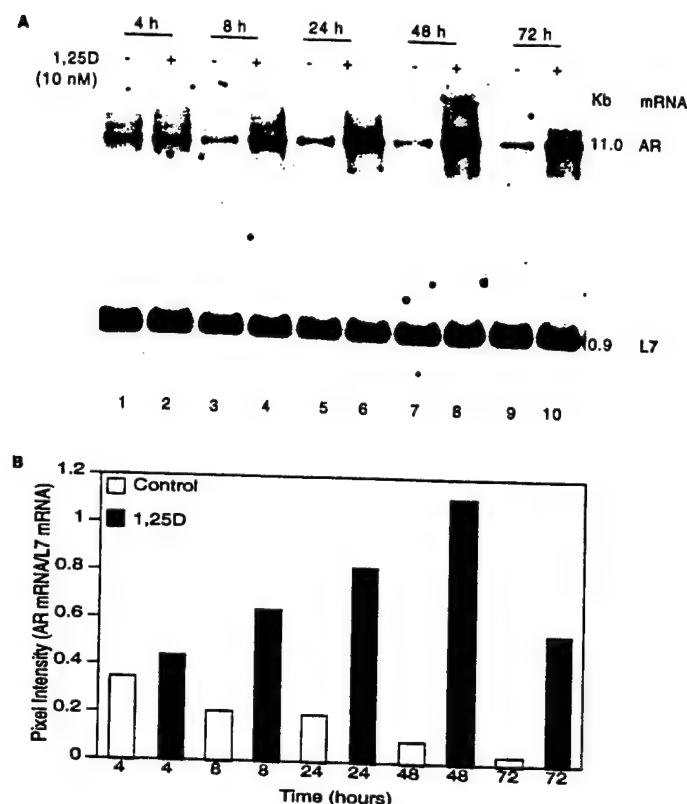 A
4 h 8 h 24 h 48 h 72 h
1,25D - + - + - + - + - +
(10 nM)
Kb mRNA
11.0 AR
0.9 L7
1 2 3 4 5 6 7 8 9 10
B
Pixel Intensity (AR mRNA/L7 mRNA)
1.2
1
0.8
0.6
0.4
0.2
0
Control
1,25D
4 4 8 8 24 24 48 48 72 72
Time (hours)